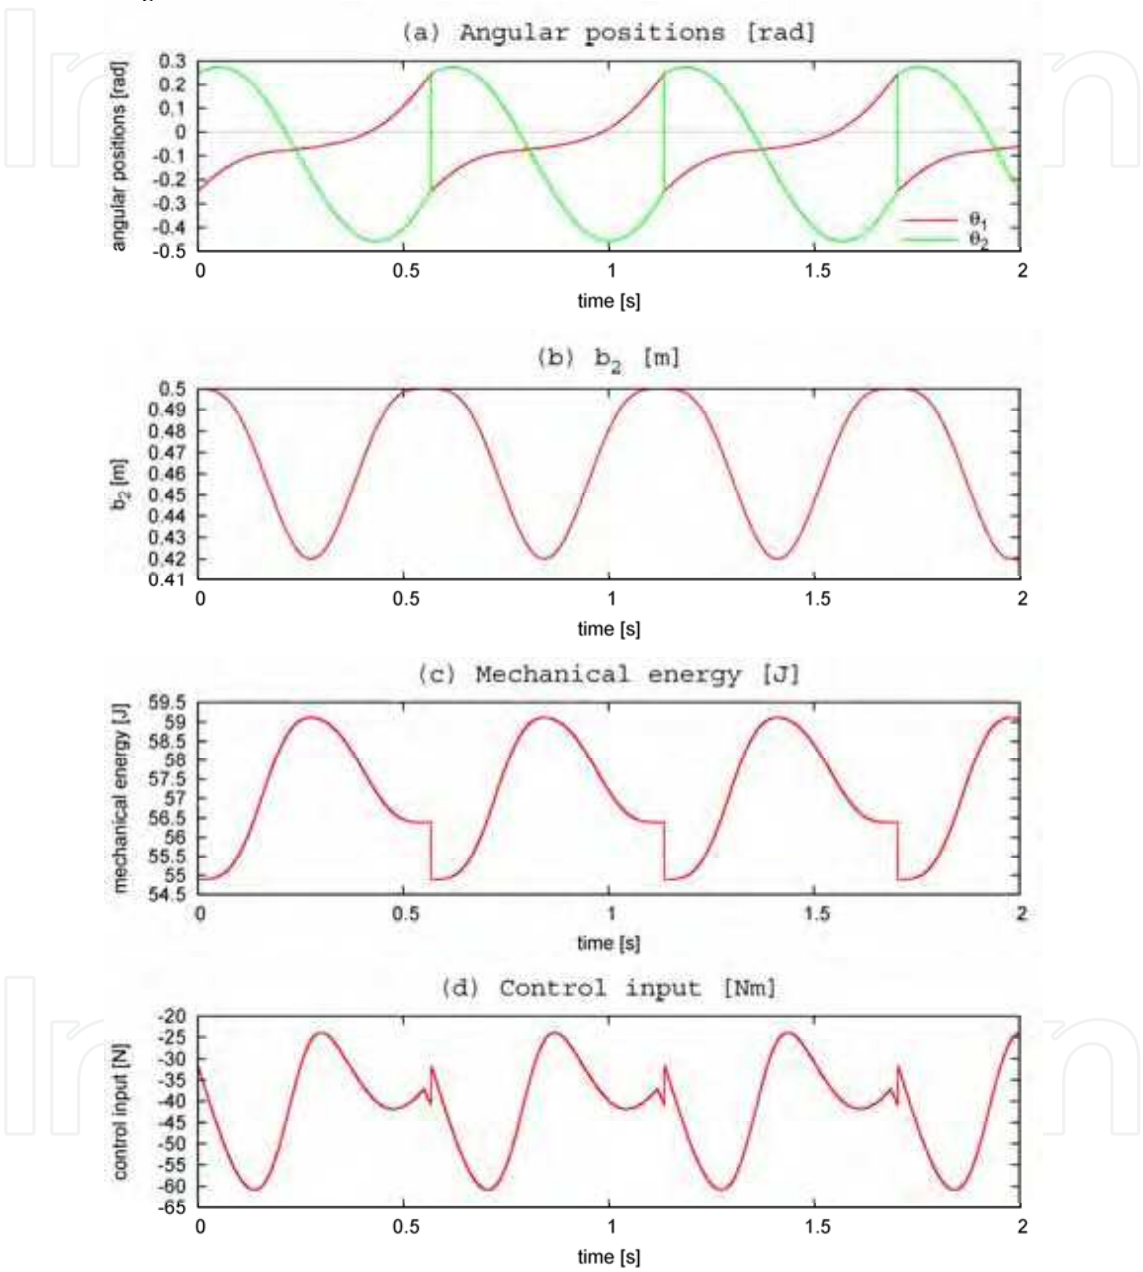 (a) Angular positions [rad]
angular positions [rad]
0.3
0.2
0.1
0
-0.1
-0.2
-0.3
-0.4
-0.5
θ1
θ2
0 0.5 1 1.5 2
time [s]
(b) b2 [m]
b2 [m]
0.5
0.49
0.48
0.47
0.46
0.45
0.44
0.43
0.42
0.41
0 0.5 1 1.5 2
time [s]
(c) Mechanical energy [J]
mechanical energy [J]
59.5
59
58.5
58
57.5
57
56.5
56
55.5
55
54.5
0 0.5 1 1.5 2
time [s]
(d) Control input [Nm]
control input [N]
-20
-25
-30
-35
-40
-45
-50
-55
-60
-65
0 0.5 1 1.5 2
time [s]